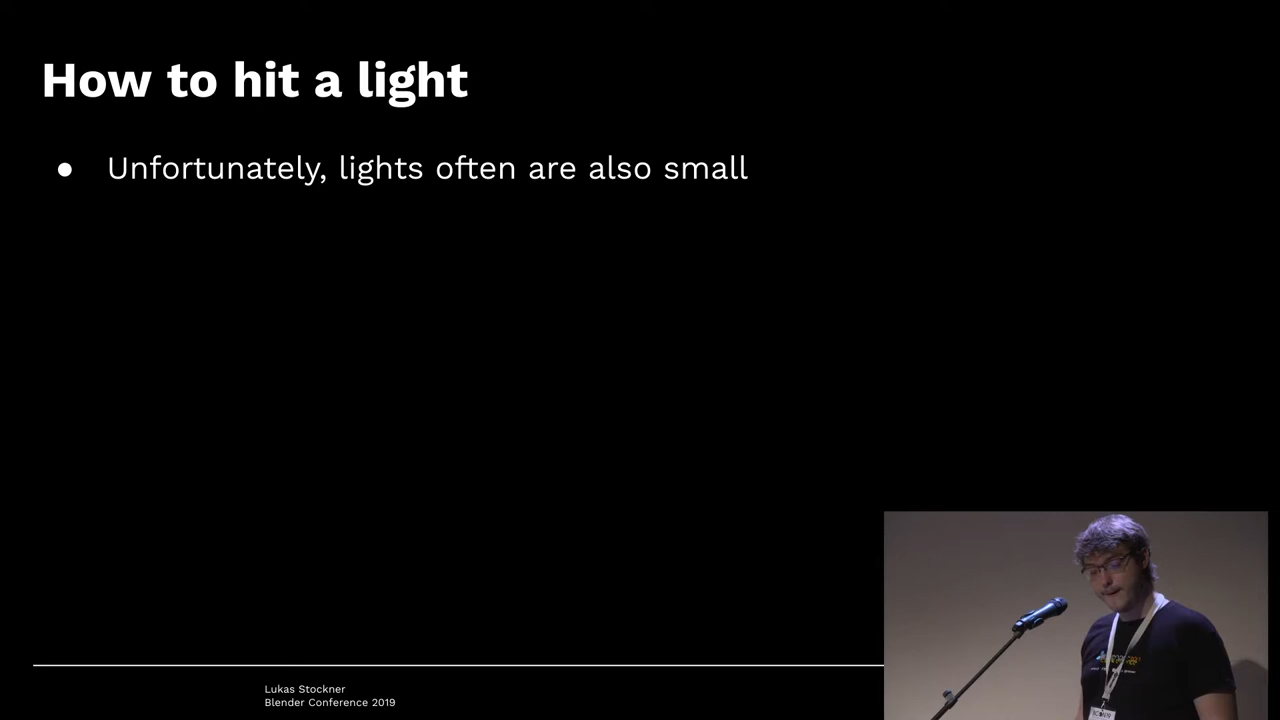 How to hit a light
● Unfortunately, lights often are also small
Lukas Stockner
Blender Conference 2019